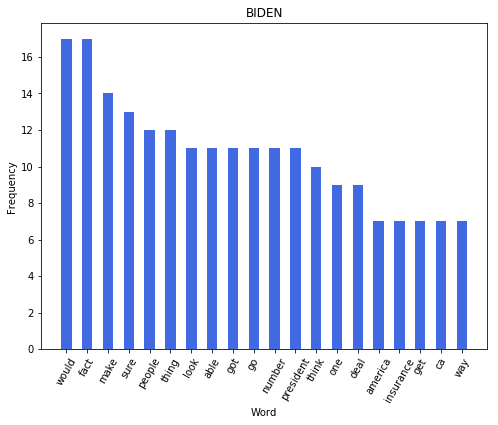 BIDEN
Frequency
16
14
12
10
8
6
4
2
0
would fact make sure people thing look able got go number president think one deal america insurance get ca way
Word